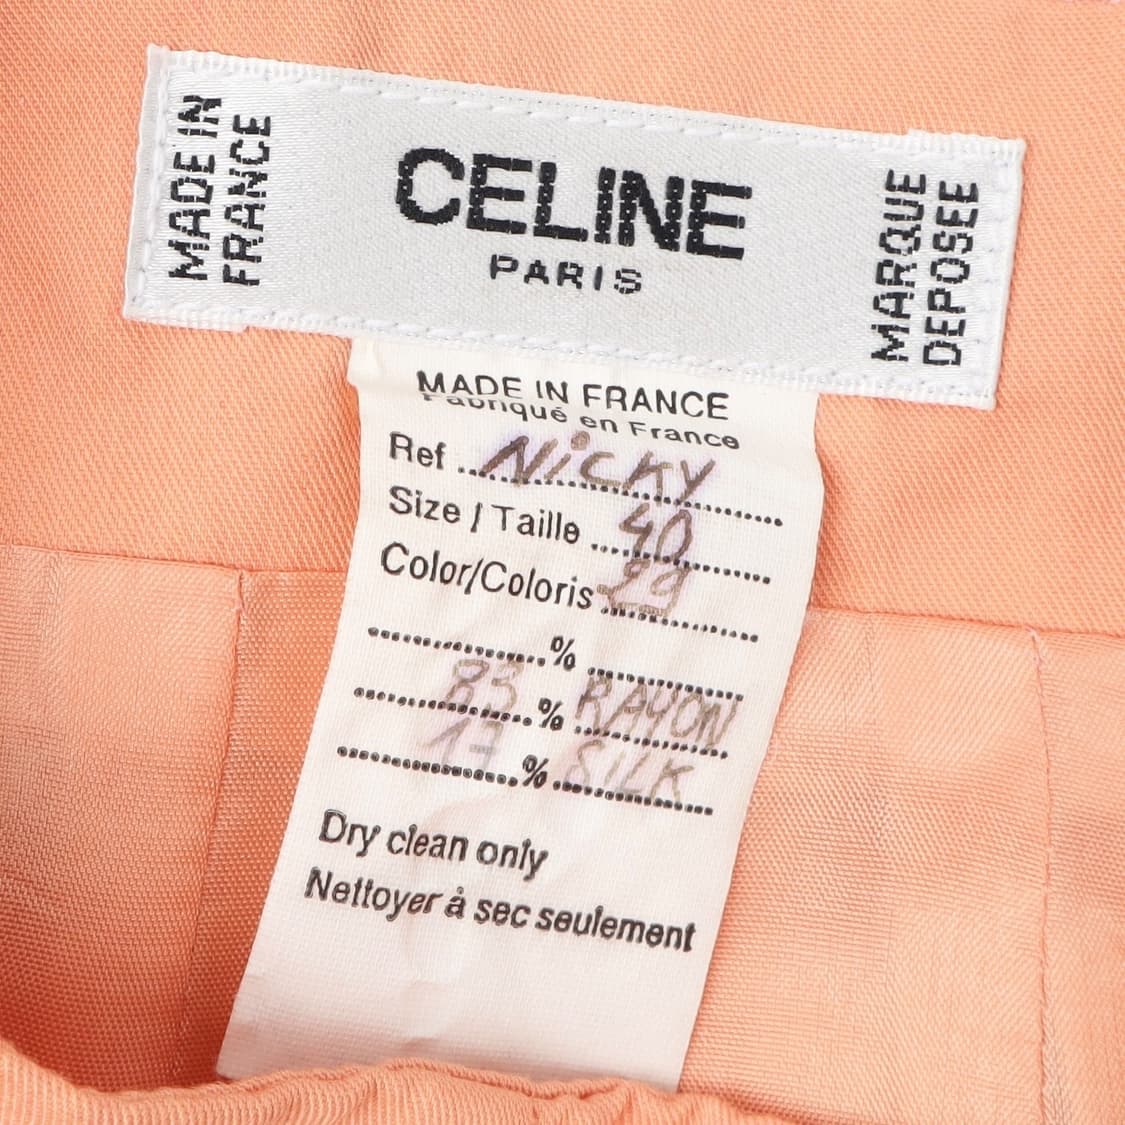 MADE IN
FRANCE
CELINE
PARIS
MARQUE
DEPOSEE
MADE IN FRANCE
Fabriqué en France
Ref ..... NiCKY
Size / Taille ..... 40
Color/Coloris ..... 29
..... % .....
83 % RAYON
17 % SILK
Dry clean only
Nettoyer à sec seulement